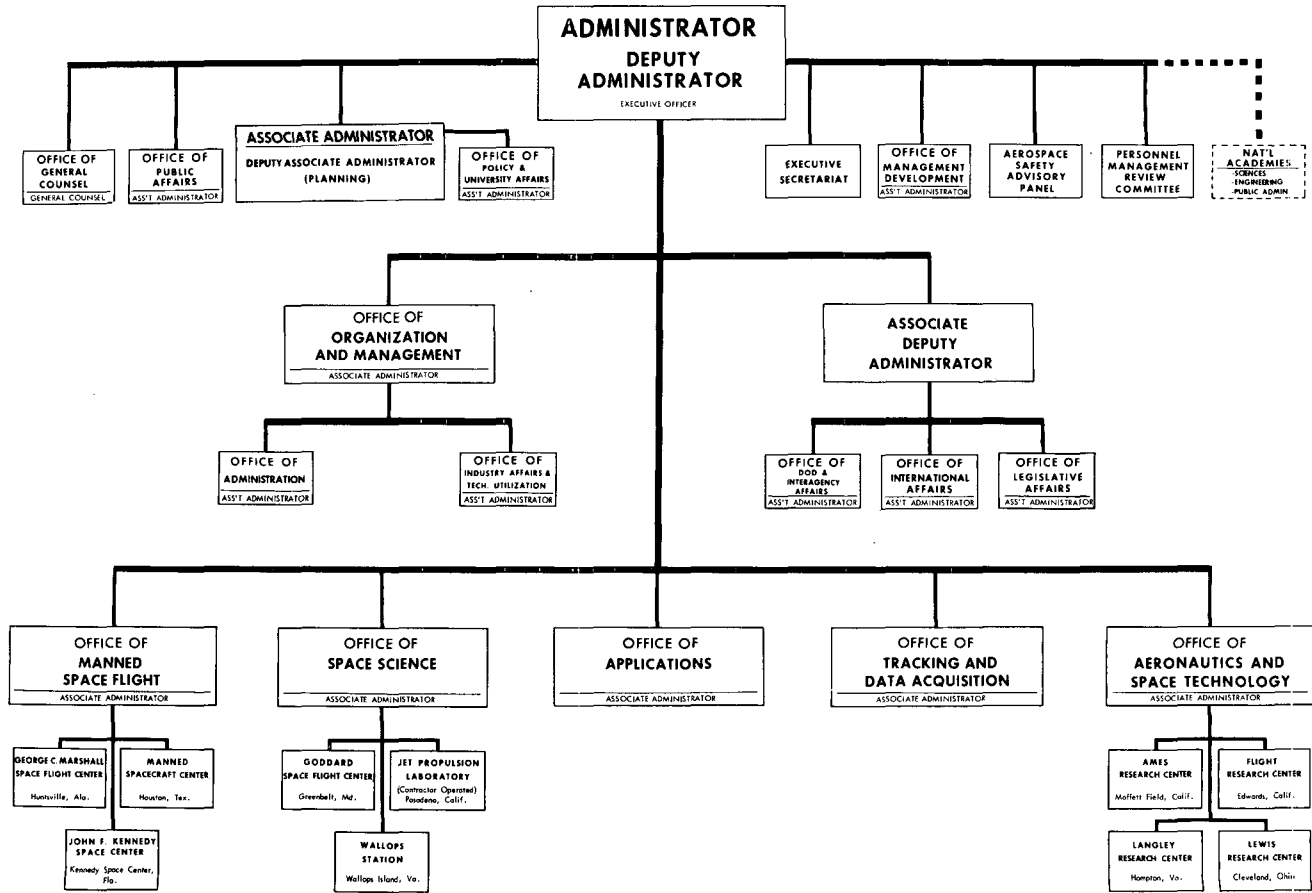 ADMINISTRATOR
DEPUTY
ADMINISTRATOR
EXECUTIVE OFFICER
OFFICE OF
GENERAL
COUNSEL
GENERAL COUNSEL
OFFICE OF
PUBLIC
AFFAIRS
ASS'T ADMINISTRATOR
ASSOCIATE ADMINISTRATOR
DEPUTY ASSOCIATE ADMINISTRATOR
(PLANNING)
OFFICE OF
POLICY &
UNIVERSITY AFFAIRS
ASS'T ADMINISTRATOR
EXECUTIVE
SECRETARIAT
OFFICE OF
MANAGEMENT
DEVELOPMENT
ASS'T ADMINISTRATOR
AEROSPACE
SAFETY
ADVISORY
PANEL
PERSONNEL
MANAGEMENT
REVIEW
COMMITTEE
NAT'L
ACADEMIES
-SCIENCES
-ENGINEERING
-PUBLIC ADMIN
OFFICE OF
ORGANIZATION
AND MANAGEMENT
ASSOCIATE ADMINISTRATOR
ASSOCIATE
DEPUTY
ADMINISTRATOR
OFFICE OF
ADMINISTRATION
ASS'T ADMINISTRATOR
OFFICE OF
INDUSTRY AFFAIRS &
TECH. UTILIZATION
ASS'T ADMINISTRATOR
OFFICE OF
DOD &
INTERAGENCY
AFFAIRS
ASS'T ADMINISTRATOR
OFFICE OF
INTERNATIONAL
AFFAIRS
ASS'T ADMINISTRATOR
OFFICE OF
LEGISLATIVE
AFFAIRS
ASS'T ADMINISTRATOR
OFFICE OF
MANNED
SPACE FLIGHT
ASSOCIATE ADMINISTRATOR
OFFICE OF
SPACE SCIENCE
ASSOCIATE ADMINISTRATOR
OFFICE OF
APPLICATIONS
ASSOCIATE ADMINISTRATOR
OFFICE OF
TRACKING AND
DATA ACQUISITION
ASSOCIATE ADMINISTRATOR
OFFICE OF
AERONAUTICS AND
SPACE TECHNOLOGY
ASSOCIATE ADMINISTRATOR
GEORGE C. MARSHALL
SPACE FLIGHT CENTER
Huntsville, Ala.
MANNED
SPACECRAFT CENTER
Houston, Tex.
JOHN F. KENNEDY
SPACE CENTER
Kennedy Space Center,
Fla.
GODDARD
SPACE FLIGHT CENTER
Greenbelt, Md.
JET PROPULSION
LABORATORY
(Contractor Operated)
Pasadena, Calif.
WALLOPS
STATION
Wallops Island, Va.
AMES
RESEARCH CENTER
Moffett Field, Calif.
FLIGHT
RESEARCH CENTER
Edwards, Calif.
LANGLEY
RESEARCH CENTER
Hampton, Va.
LEWIS
RESEARCH CENTER
Cleveland, Ohio